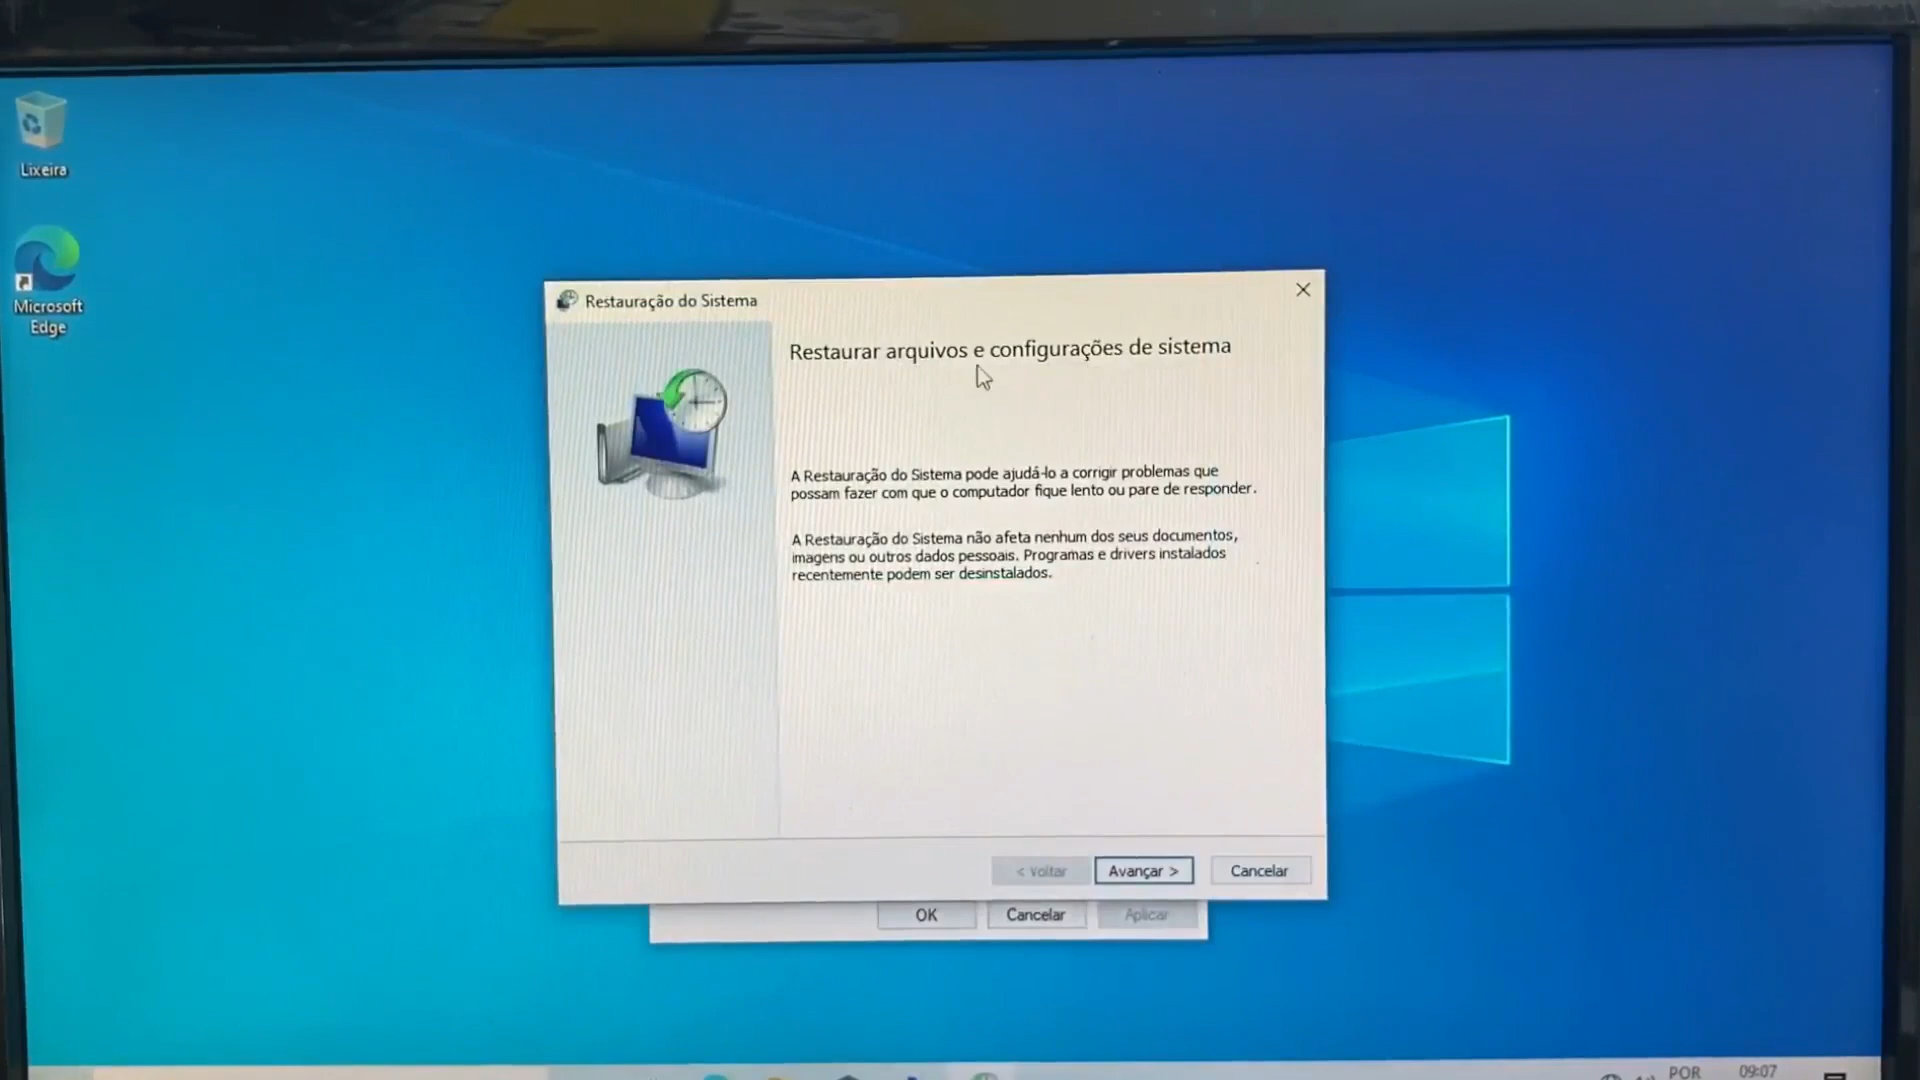 Lixeira
Microsoft
Edge
Restauração do Sistema
Restaurar arquivos e configurações de sistema
A Restauração do Sistema pode ajudá-lo a corrigir problemas que
possam fazer com que o computador fique lento ou pare de responder.
A Restauração do Sistema não afeta nenhum dos seus documentos,
imagens ou outros dados pessoais. Programas e drivers instalados
recentemente podem ser desinstalados.
< Voltar
Avançar >
Cancelar
OK
Cancelar
Aplicar
POR
09:07